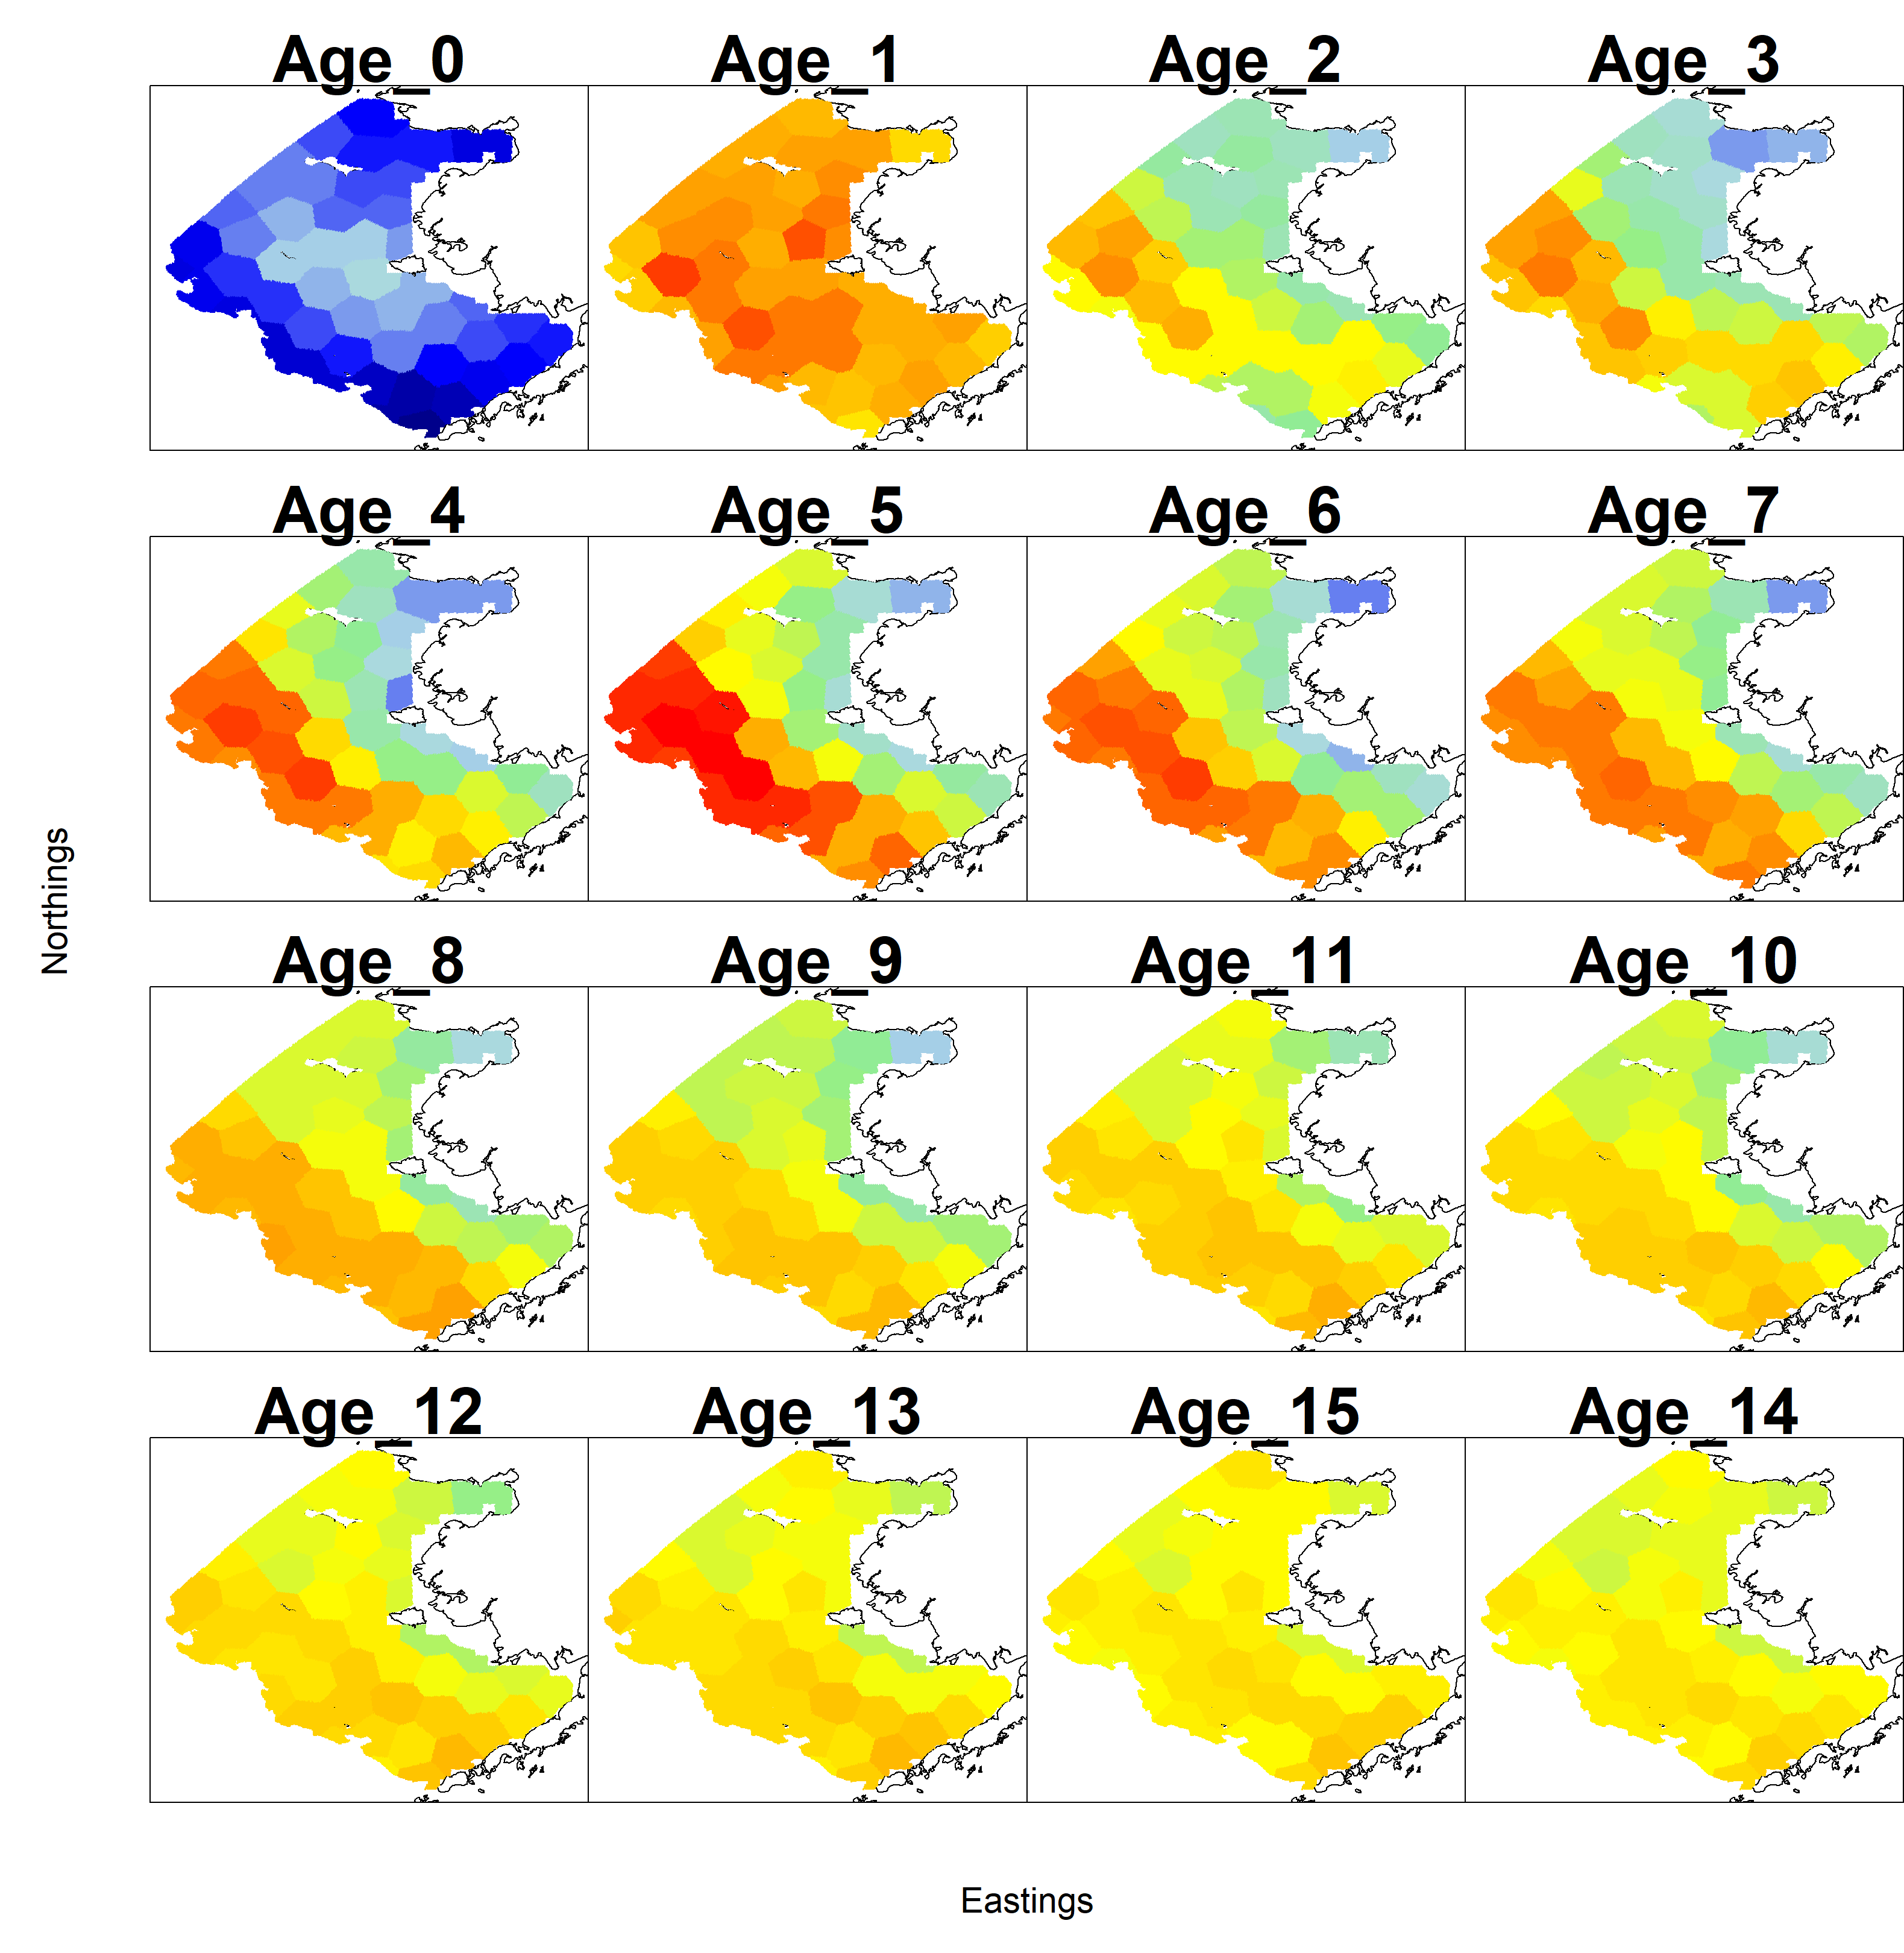 Age_0 Age_1 Age_2 Age_3
Age_4 Age_5 Age_6 Age_7
Northings
Age_8 Age_9 Age_11 Age_10
Age_12 Age_13 Age_15 Age_14
Eastings